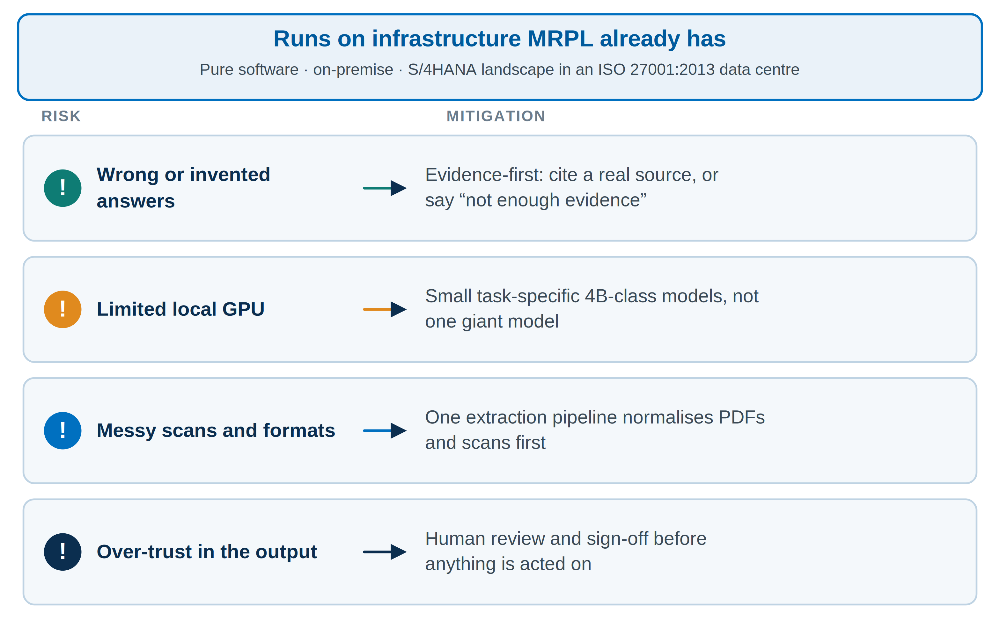 Runs on infrastructure MRPL already has
Pure software · on-premise · S/4HANA landscape in an ISO 27001:2013 data centre
RISK
MITIGATION
!
Wrong or invented
answers
Evidence-first: cite a real source, or
say “not enough evidence”
!
Limited local GPU
Small task-specific 4B-class models, not
one giant model
!
Messy scans and formats
One extraction pipeline normalises PDFs
and scans first
!
Over-trust in the output
Human review and sign-off before
anything is acted on